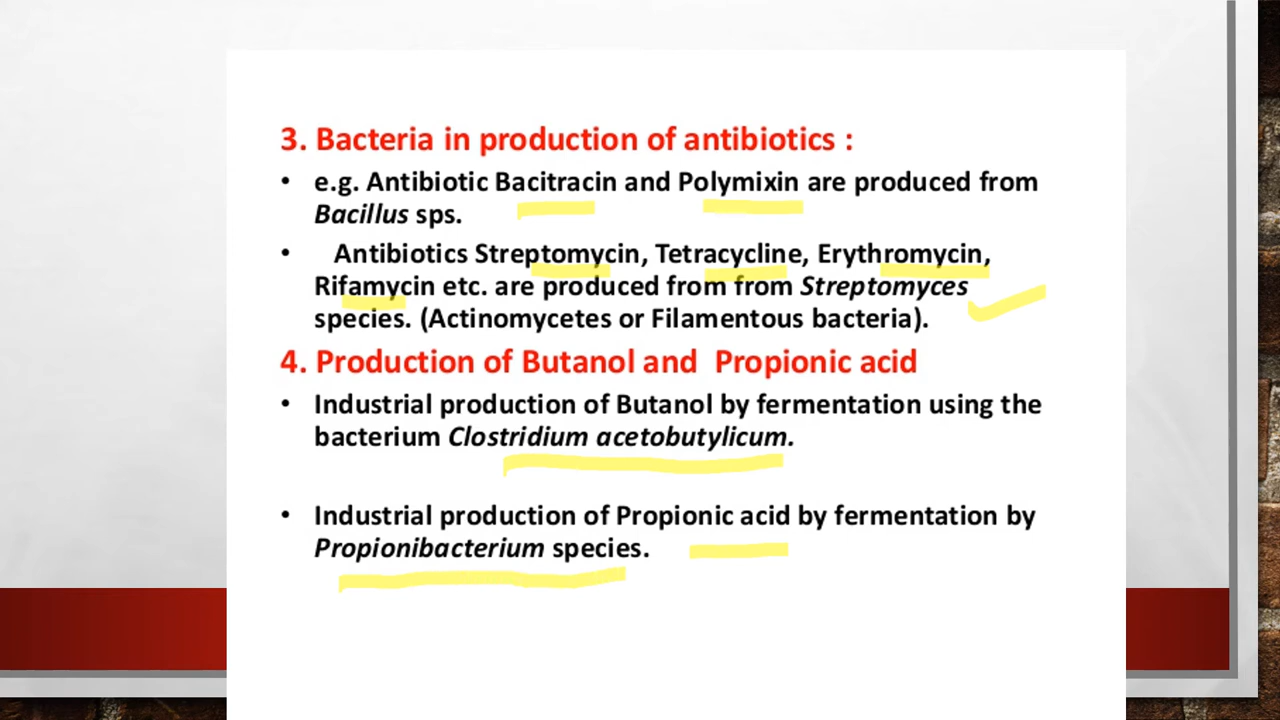 3. Bacteria in production of antibiotics :
• e.g. Antibiotic Bacitracin and Polymixin are produced from
Bacillus sps.
• Antibiotics Streptomycin, Tetracycline, Erythromycin,
Rifamycin etc. are produced from from Streptomyces
species. (Actinomycetes or Filamentous bacteria).
4. Production of Butanol and Propionic acid
• Industrial production of Butanol by fermentation using the
bacterium Clostridium acetobutylicum.
• Industrial production of Propionic acid by fermentation by
Propionibacterium species.